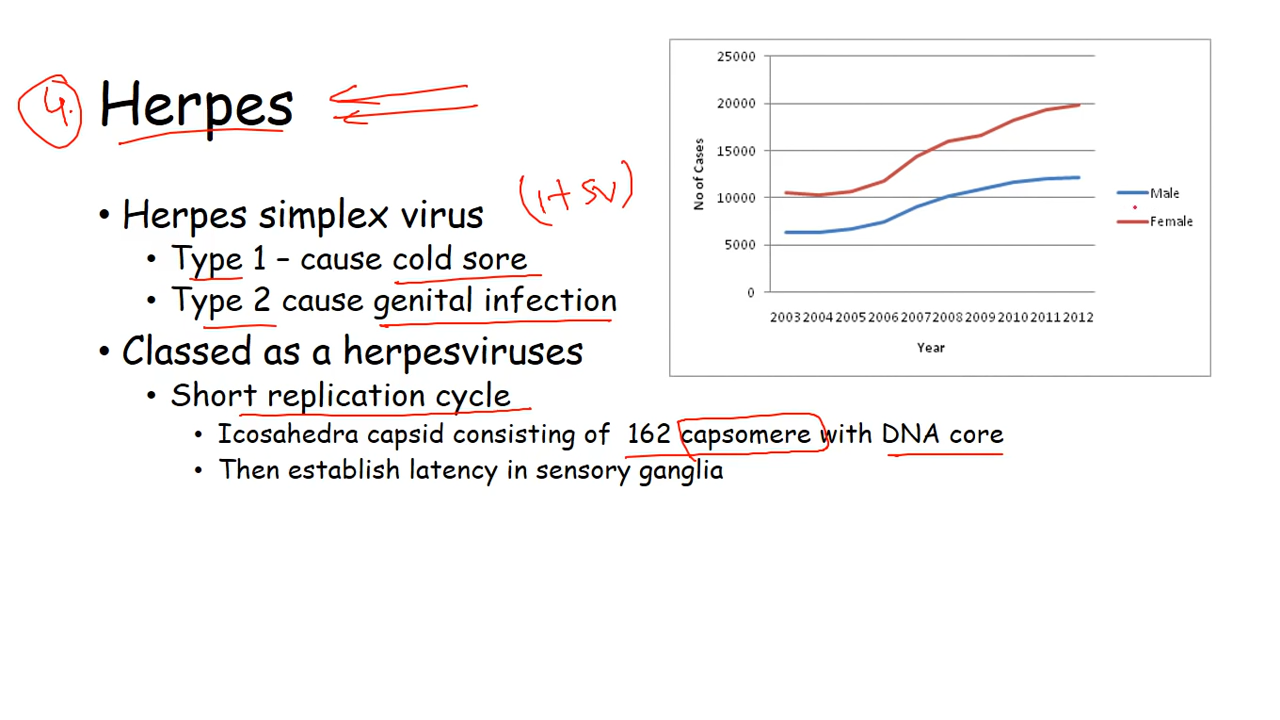 4.
Herpes
• Herpes simplex virus
• Type 1 – cause cold sore
• Type 2 cause genital infection
• Classed as a herpesviruses
• Short replication cycle
• Icosahedra capsid consisting of 162 capsomere with DNA core
• Then establish latency in sensory ganglia
25000
20000
15000
10000
5000
0
No of Cases
2003 2004 2005 2006 2007 2008 2009 2010 2011 2012
Year
Male
Female